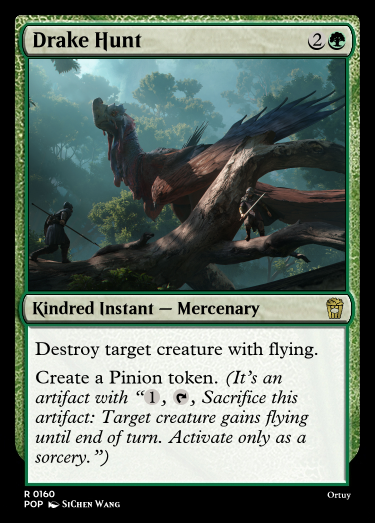 Drake Hunt 2
Kindred Instant — Mercenary
Destroy target creature with flying.
Create a Pinion token. (It's an
artifact with “1, , Sacrifice this
artifact: Target creature gains flying
until end of turn. Activate only as a
sorcery.”)
R 0160
Ortuy
POP SiChen Wang